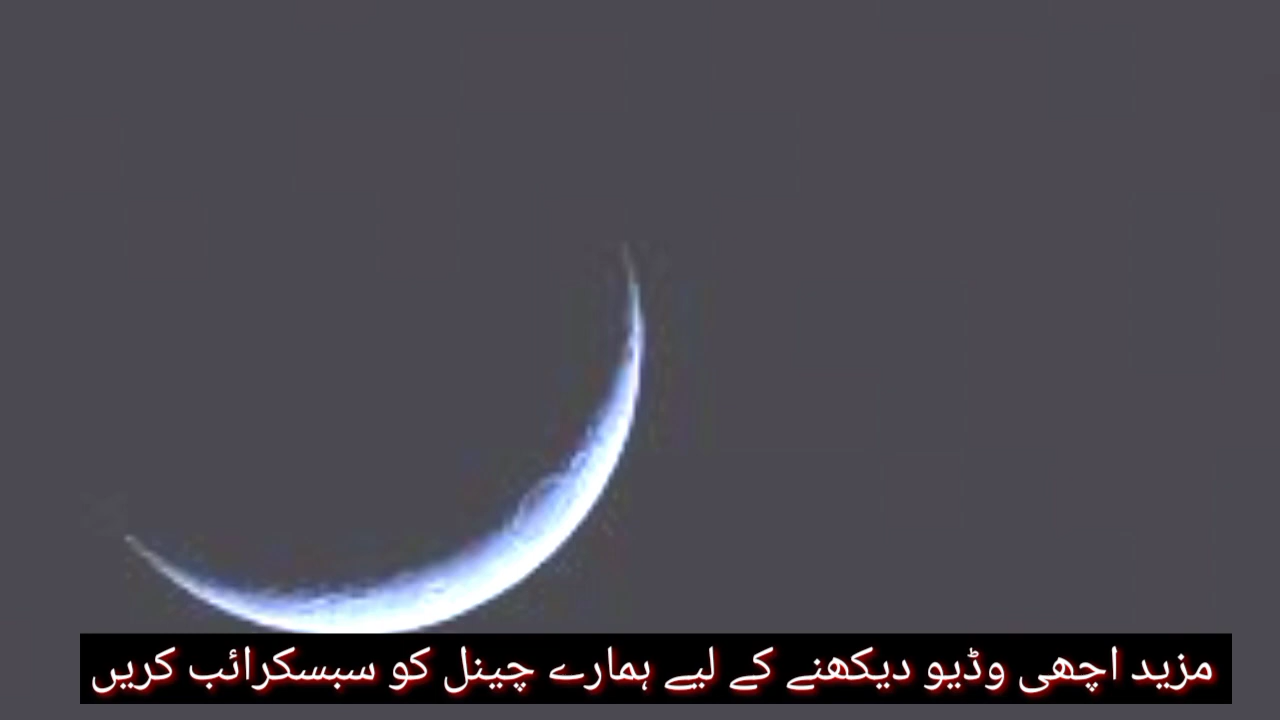 مزید اچھی وڈیو دیکھنے کے لیے ہمارے چینل کو سبسکرائب کریں